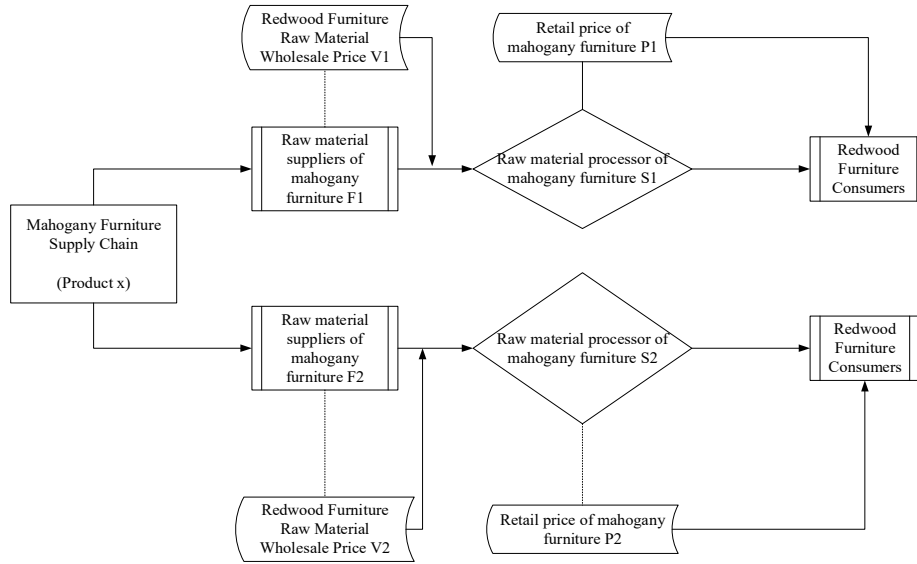 Redwood Furniture
Raw Material
Wholesale Price V1
Retail price of
mahogany furniture P1
Raw material
suppliers of
mahogany
furniture F1
Raw material processor of
mahogany furniture S1
Redwood
Furniture
Consumers
Mahogany Furniture
Supply Chain
(Product x)
Raw material
suppliers of
mahogany
furniture F2
Raw material processor of
mahogany furniture S2
Redwood
Furniture
Consumers
Redwood Furniture
Raw Material
Wholesale Price V2
Retail price of mahogany
furniture P2